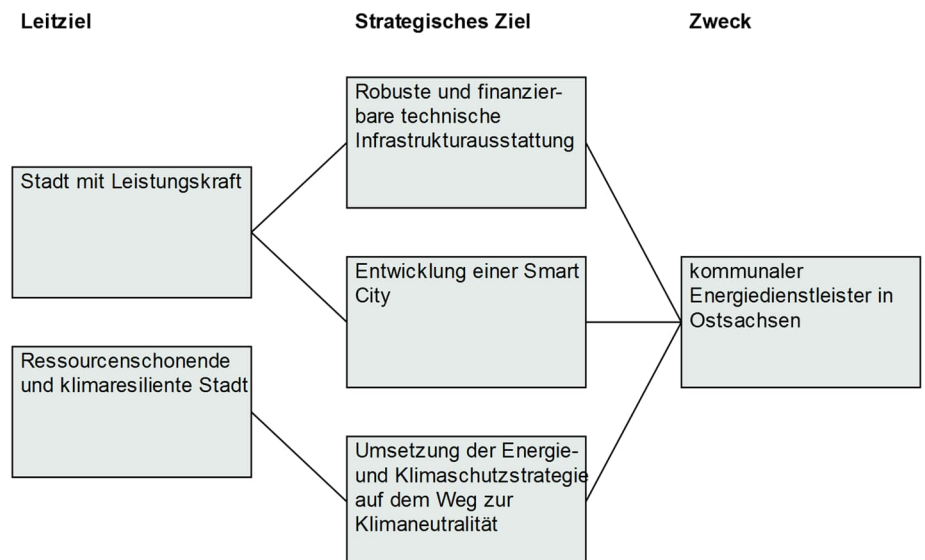 Leitziel
Strategisches Ziel
Zweck
Stadt mit Leistungskraft
Ressourcenschonende
und klimaresiliente Stadt
Robuste und finanzier-
bare technische
Infrastrukturausstattung
Entwicklung einer Smart
City
Umsetzung der Energie-
und Klimaschutzstrategie
auf dem Weg zur
Klimaneutralität
kommunaler
Energiedienstleister in
Ostsachsen